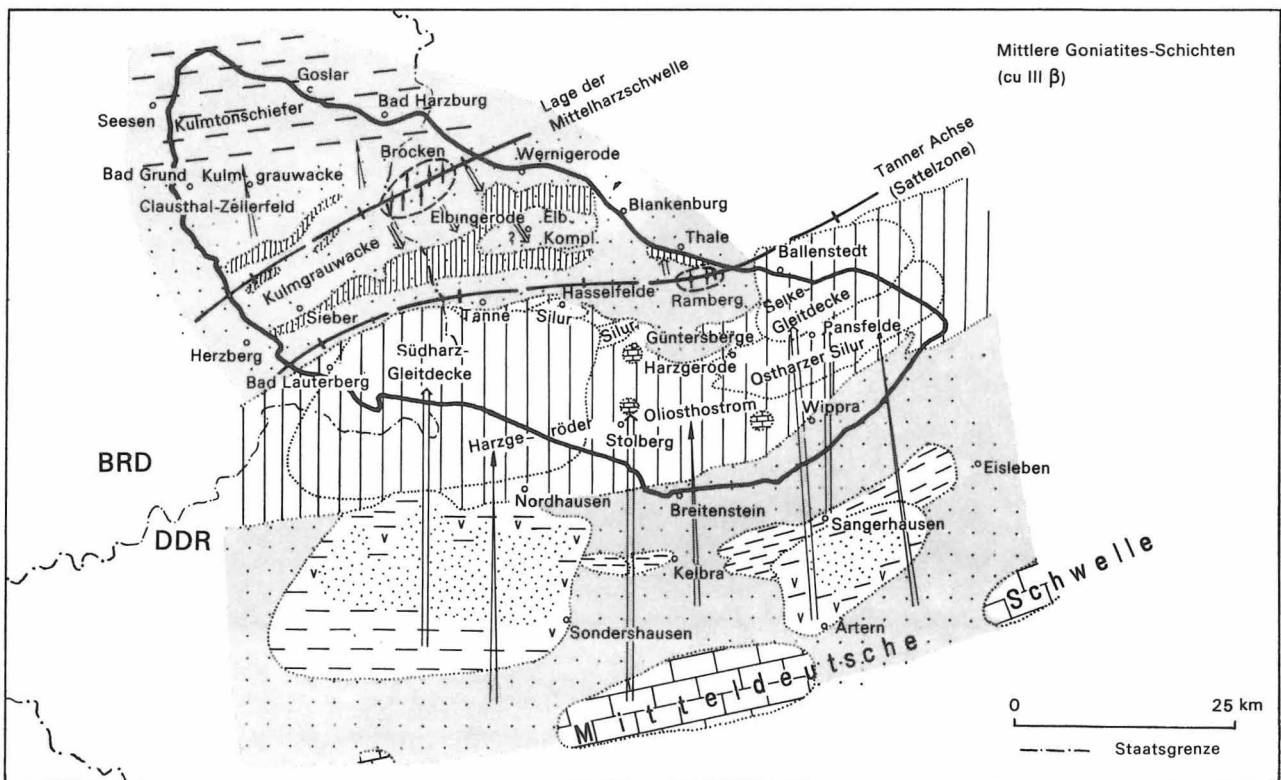 Mittlere Goniatites-Schichten
(cu III β)
Goslar
Lage der
Mittelharzschwelle
Bad Harzburg
Seesen
Kulmtonschiefer
Brocken
Wernigerode
Tanner Achse
(Sattelzone)
Bad Grund
Kulm-grauwacke
Clausthal-Zellerfeld
Blankenburg
Elbingerode
Elb.
Kompl.
?
Thale
Ballenstedt
Kulmgrauwacke
Hasselfelde
Ramberg
Selke-
Gleitdecke
Sieber
Tanne
Silur
Silur
Pansfelde
Herzberg
Güntersberge
Südharz-
Gleitdecke
Harzgerode
Ostharzer Silur
Bad Lauterberg
Oliosthostrom
Wippra
Stolberg
Harzge-röder
BRD
Eisleben
Nordhausen
Breitenstein
DDR
Sangerhausen
Kelbra
Sondershausen
Artern
Mitteldeutsche Schwelle
0 25 km
Staatsgrenze